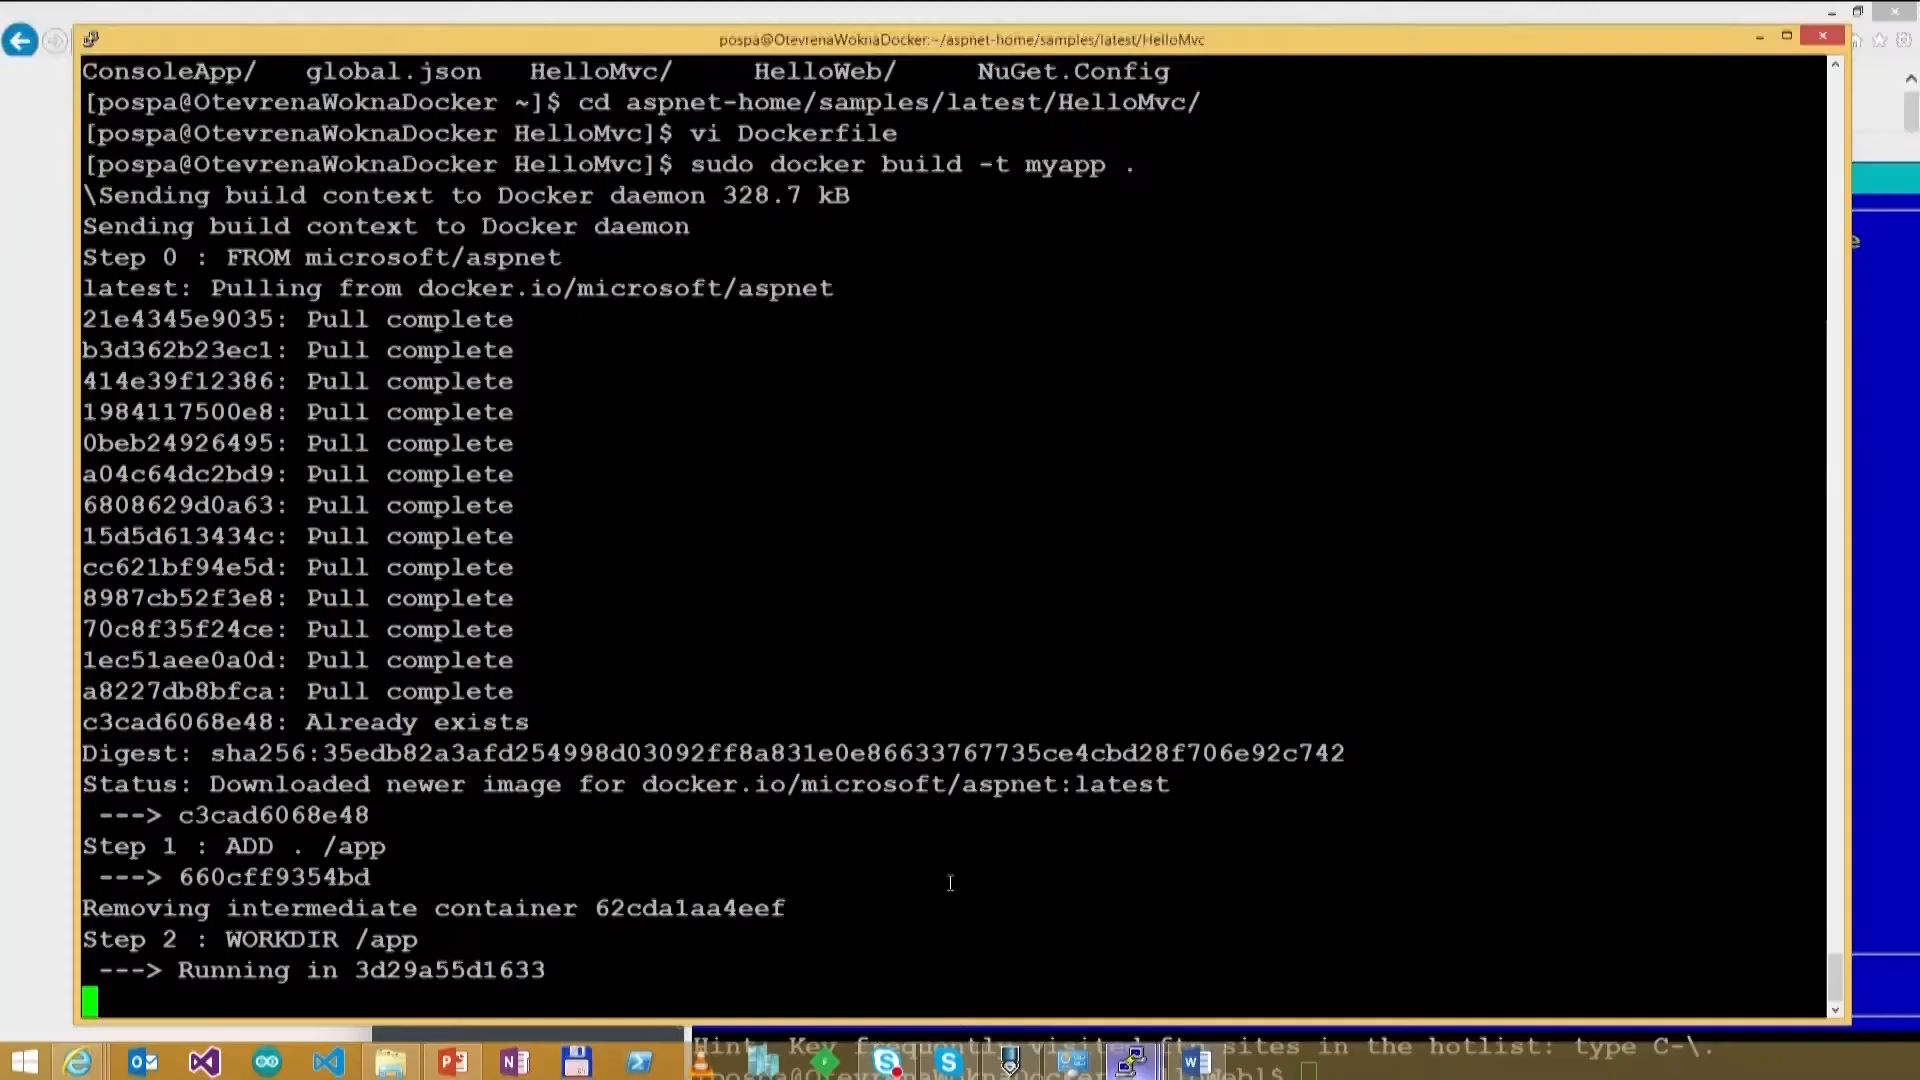 pospa@OtevrenaWoknaDocker:~/aspnet-home/samples/latest/HelloMvc
ConsoleApp/   global.json   HelloMvc/     HelloWeb/     NuGet.Config
[pospa@OtevrenaWoknaDocker ~]$ cd aspnet-home/samples/latest/HelloMvc/
[pospa@OtevrenaWoknaDocker HelloMvc]$ vi Dockerfile
[pospa@OtevrenaWoknaDocker HelloMvc]$ sudo docker build -t myapp .
\Sending build context to Docker daemon 328.7 kB
Sending build context to Docker daemon
Step 0 : FROM microsoft/aspnet
latest: Pulling from docker.io/microsoft/aspnet
21e4345e9035: Pull complete
b3d362b23ec1: Pull complete
414e39f12386: Pull complete
1984117500e8: Pull complete
0beb24926495: Pull complete
a04c64dc2bd9: Pull complete
6808629d0a63: Pull complete
15d5d613434c: Pull complete
cc621bf94e5d: Pull complete
8987cb52f3e8: Pull complete
70c8f35f24ce: Pull complete
1ec51aee0a0d: Pull complete
a8227db8bfca: Pull complete
c3cad6068e48: Already exists
Digest: sha256:35edb82a3afd254998d03092ff8a831e0e86633767735ce4cbd28f706e92c742
Status: Downloaded newer image for docker.io/microsoft/aspnet:latest
 ---> c3cad6068e48
Step 1 : ADD . /app
 ---> 660cff9354bd
Removing intermediate container 62cda1aa4eef
Step 2 : WORKDIR /app
 ---> Running in 3d29a55d1633
Hint: Key frequently visited ftp sites in the hotlist: type C-\.